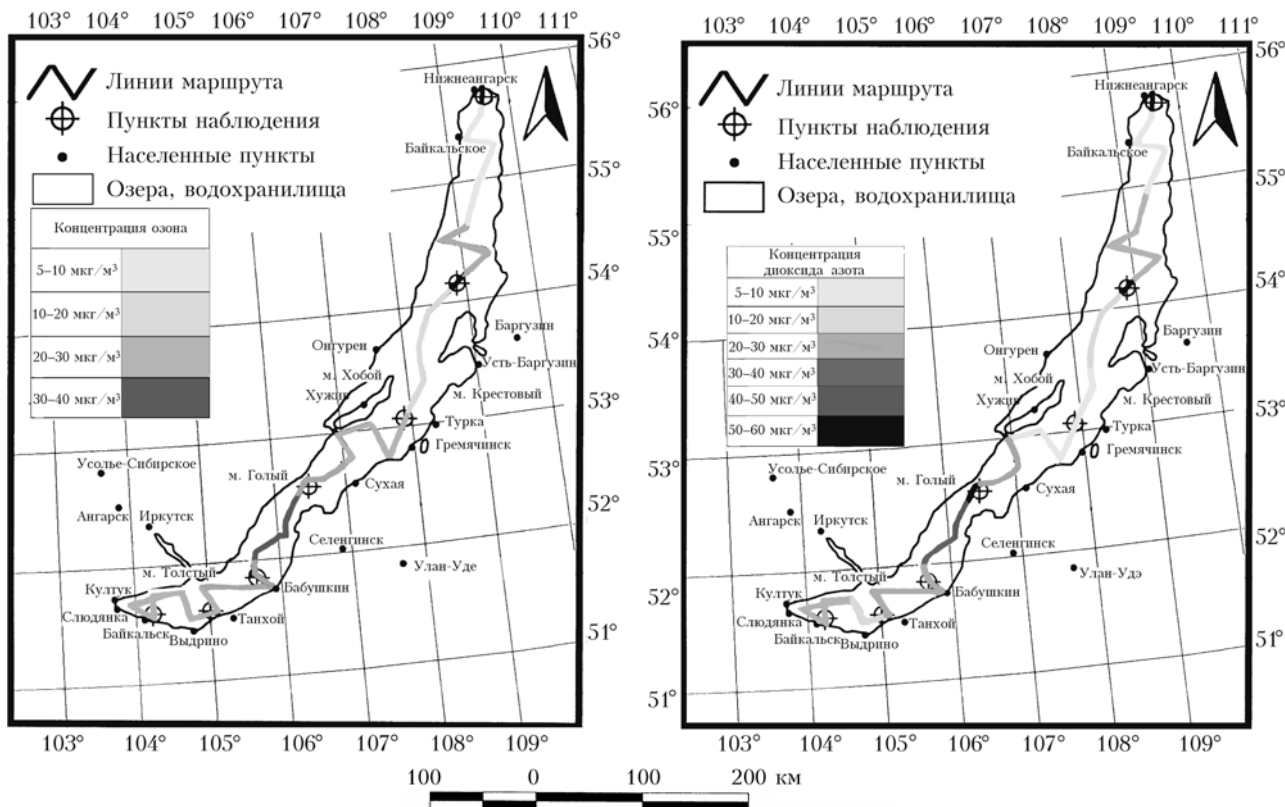 103° 104° 105° 106° 107° 108° 109° 110° 111°
56°
Линии маршрута
Пункты наблюдения
Населенные пункты
Озера, водохранилища
Концентрация озона
5–10 мкг/м³
10–20 мкг/м³
20–30 мкг/м³
30–40 мкг/м³
Нижнеангарск
Байкальское
55°
54°
Баргузин
Онгурен
Усть-Баргузин
м. Хобой
Хужир
м. Крестовый
53°
Турка
Гремячинск
Усолье-Сибирское
м. Голый
Сухая
52°
Ангарск
Иркутск
Селенгинск
Улан-Уде
м. Толстый
Култук
Бабушкин
Слюдянка
Танхой
Байкальск
Выдрино
51°
103° 104° 105° 106° 107° 108° 109°
103° 104° 105° 106° 107° 108° 109° 110° 111°
56°
56°
Линии маршрута
Пункты наблюдения
Населенные пункты
Озера, водохранилища
Концентрация
диоксида азота
5–10 мкг/м³
10–20 мкг/м³
20–30 мкг/м³
30–40 мкг/м³
40–50 мкг/м³
50–60 мкг/м³
Нижнеангарск
Байкальское
55°
55°
54°
54°
Баргузин
Онгурен
Усть-Баргузин
м. Хобой
Хужир
м. Крестовый
53°
Турка
Гремячинск
53°
Усолье-Сибирское
м. Голый
Сухая
Ангарск
Иркутск
52°
Селенгинск
Улан-Удэ
52°
м. Толстый
Култук
Бабушкин
Слюдянка
Танхой
Байкальск
Выдрино
51°
51°
103° 104° 105° 106° 107° 108° 109°
100 0 100 200 км